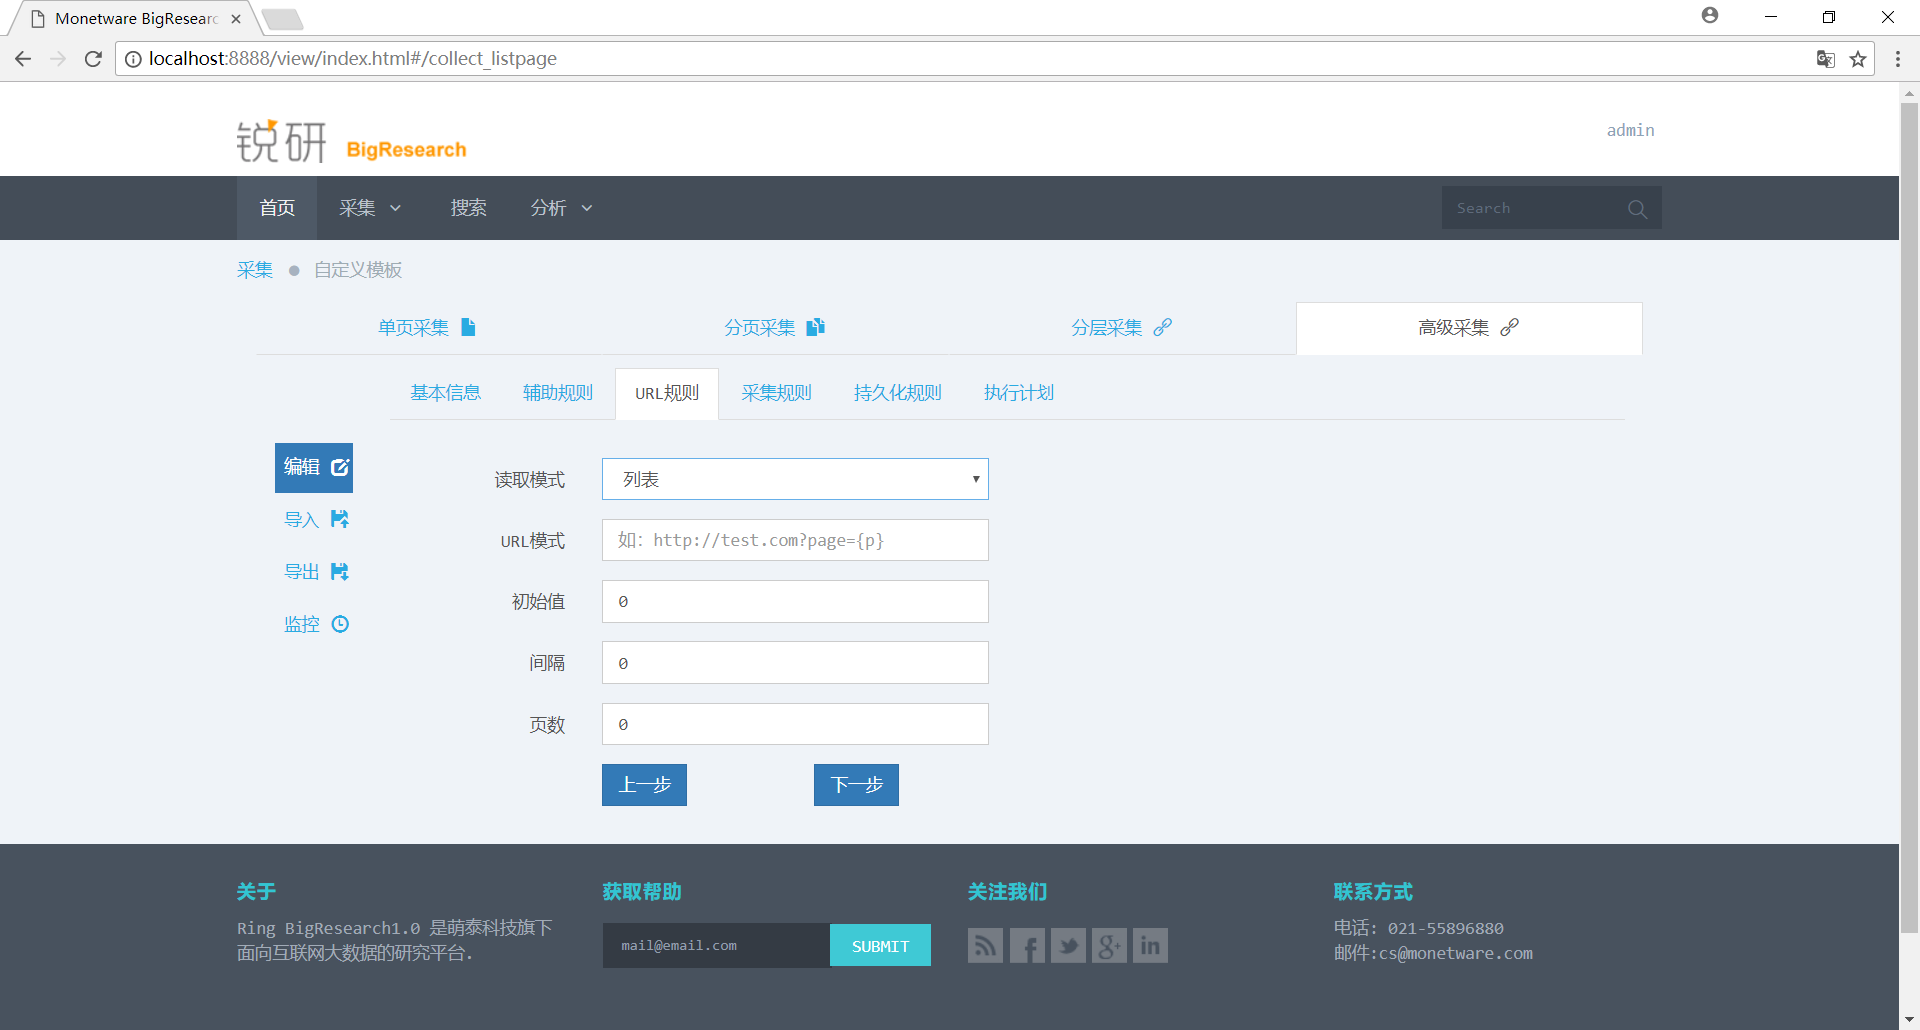 Monetware BigResearc
localhost:8888/view/index.html#/collect_listpage
锐研 BigResearch
admin
首页 采集 搜索 分析 Search
采集 自定义模板
单页采集 分页采集 分层采集 高级采集
基本信息 辅助规则 URL规则 采集规则 持久化规则 执行计划
编辑
导入
导出
监控
读取模式 列表
URL模式 如: http://test.com?page={p}
初始值 0
间隔 0
页数 0
上一步 下一步
关于
Ring BigResearch1.0 是萌泰科技旗下
面向互联网大数据的研究平台.
获取帮助
mail@email.com SUBMIT
关注我们
联系方式
电话: 021-55896880
邮件:cs@monetware.com